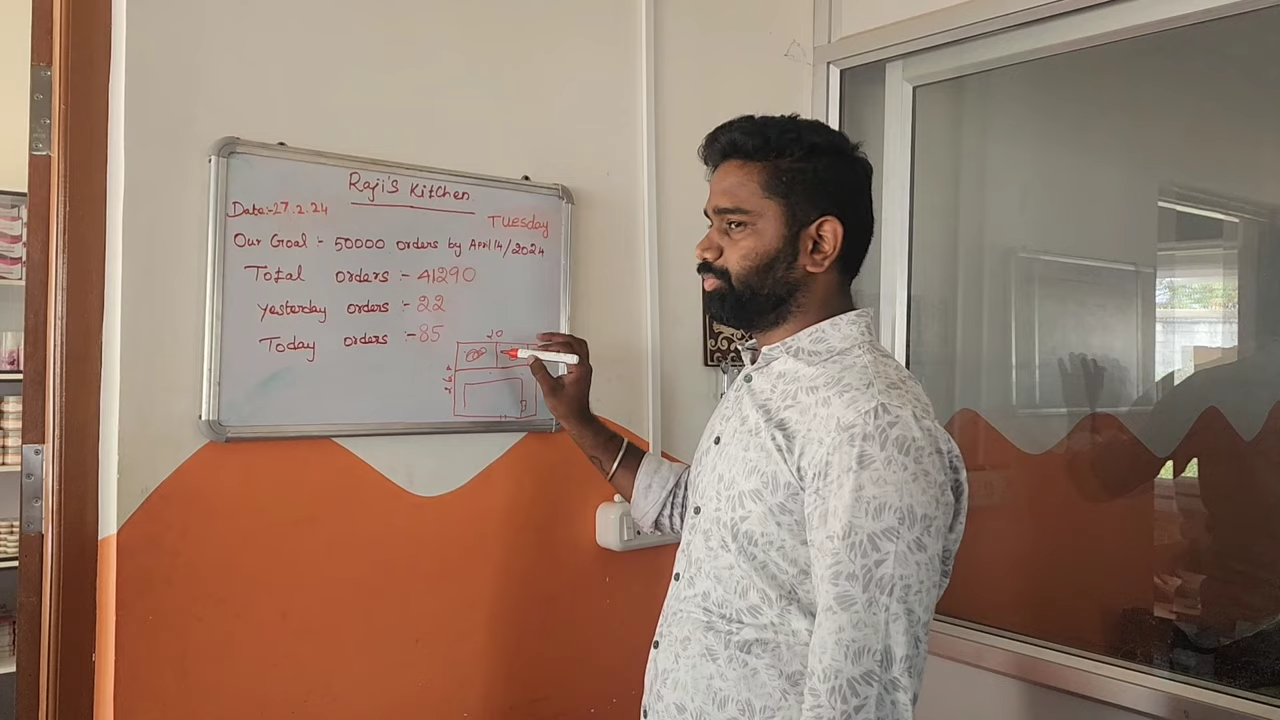 Raji's Kitchen
Date:-27.2.24
Tuesday
Our Goal :- 50000 orders by April 14/2024
Total orders :- 41290
Yesterday orders :- 22
Today orders :- 85
20